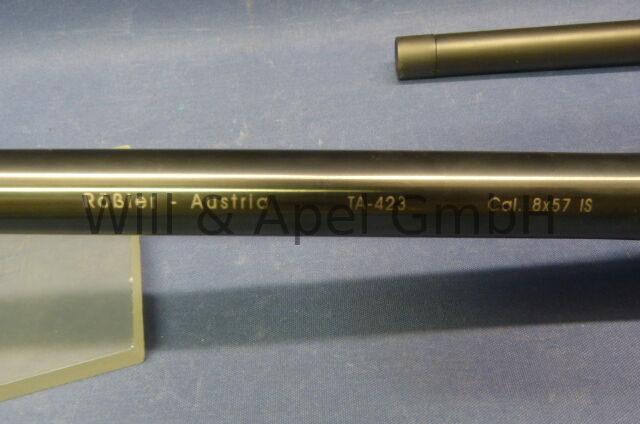 Rößler - Austria TA-423 Cal. 8x57 IS
Will & Apel GmbH